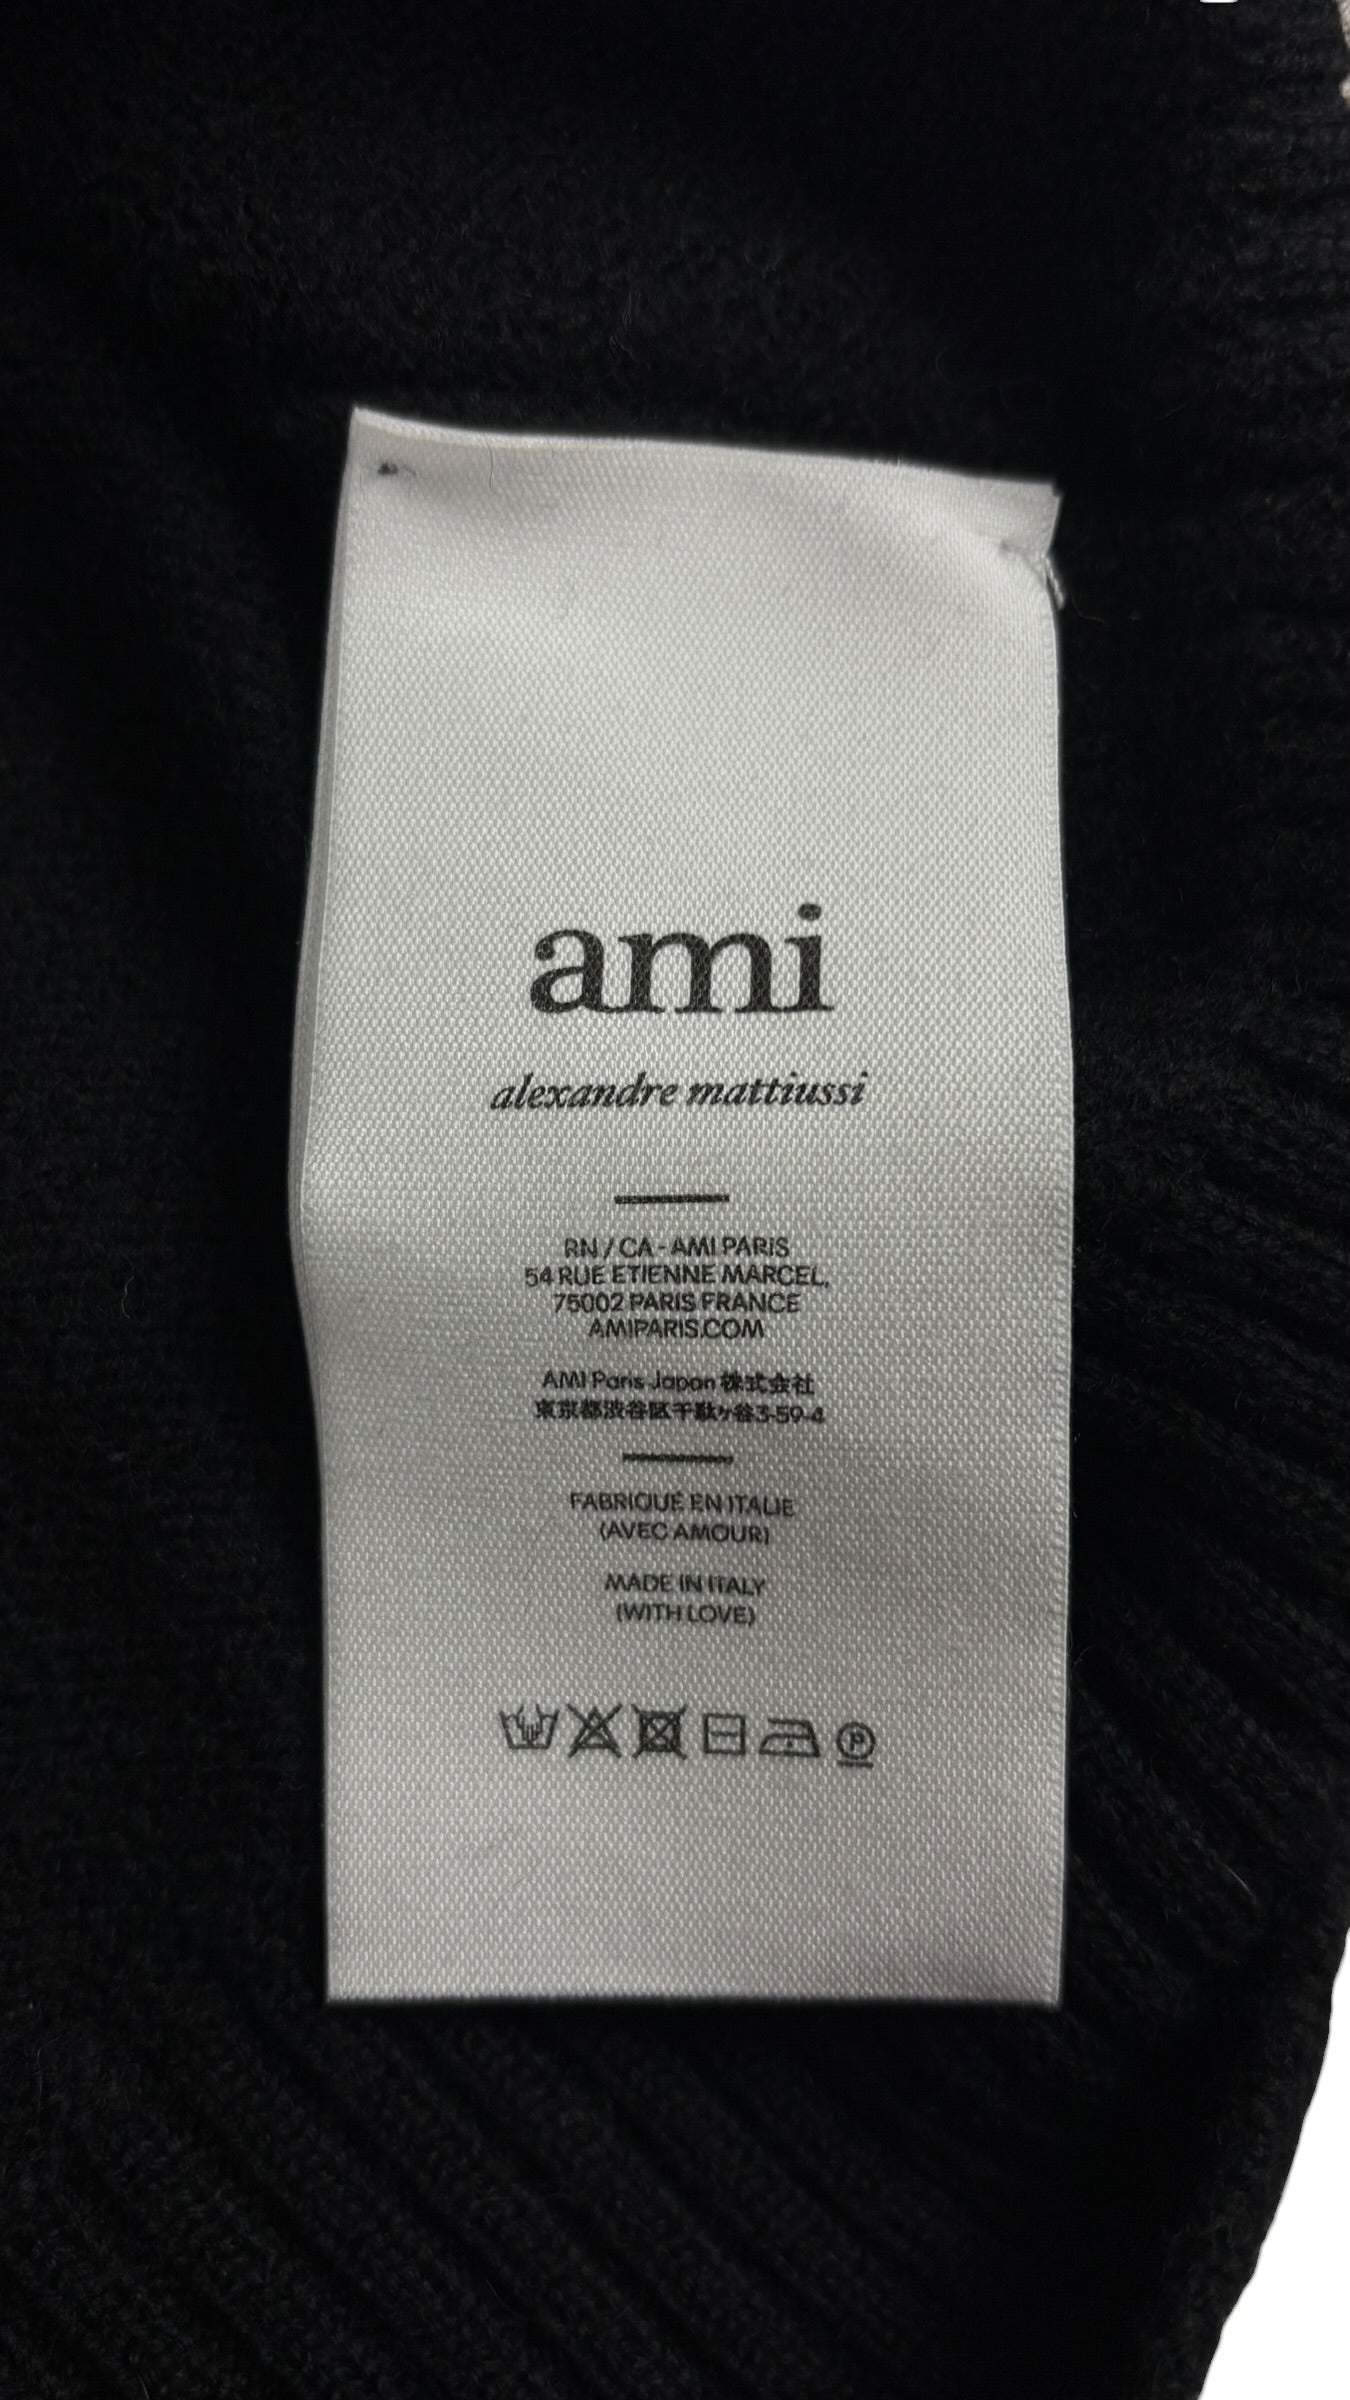 ami
alexandre mattiussi
RN / CA - AMI PARIS
54 RUE ETIENNE MARCEL,
75002 PARIS FRANCE
AMIPARIS.COM
AMI Paris Japan 株式会社
東京都渋谷区千駄ヶ谷3-59-4
FABRIQUÉ EN ITALIE
(AVEC AMOUR)
MADE IN ITALY
(WITH LOVE)
P